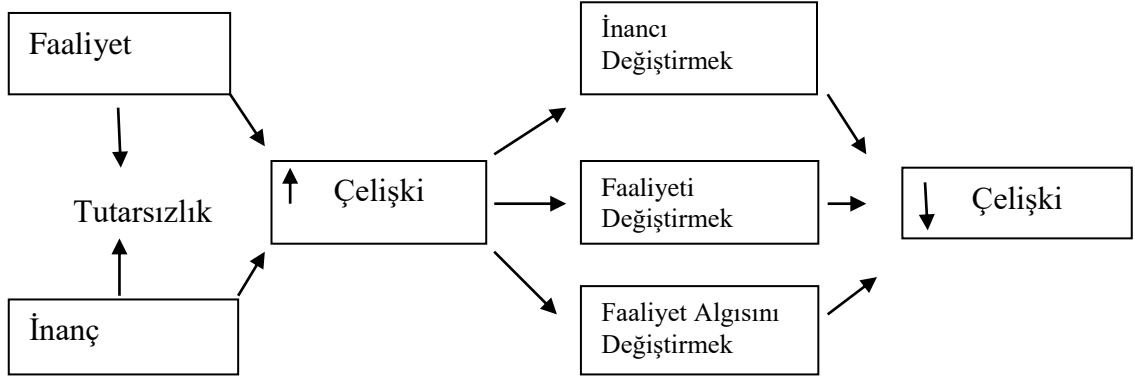 Faaliyet
Tutarsızlık
İnanç
Çelişki
İnancı
Değiştirmek
Faaliyeti
Değiştirmek
Faaliyet Algısını
Değiştirmek
Çelişki